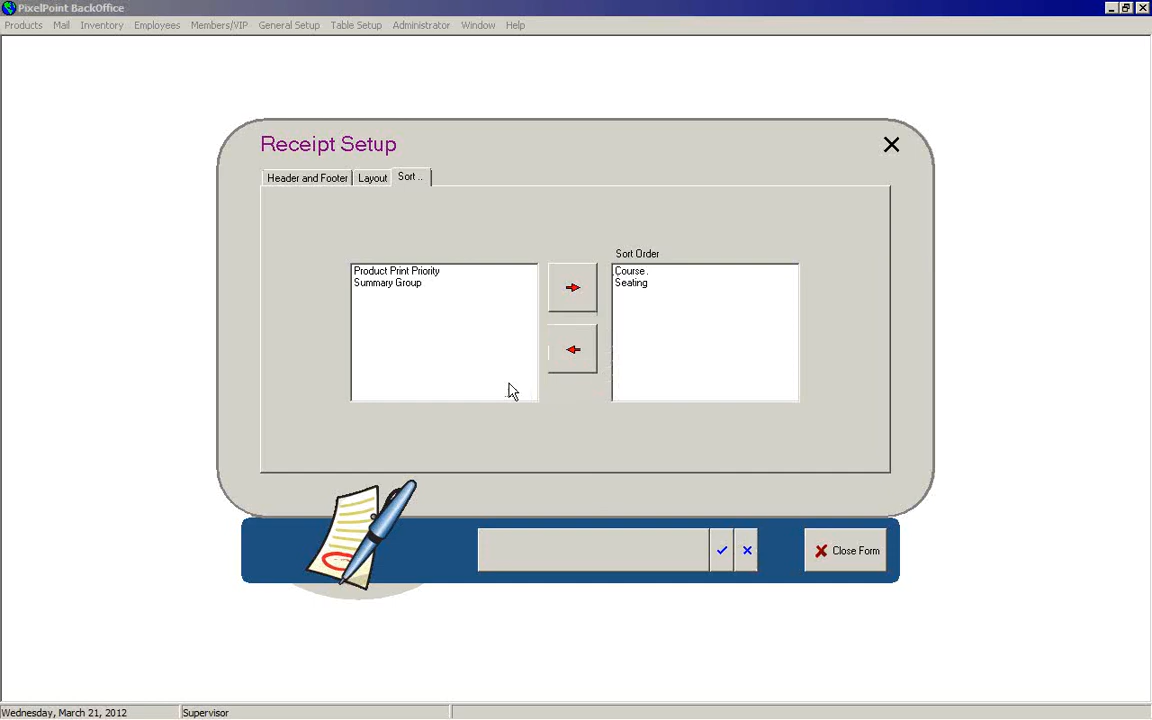 PixelPoint BackOffice
Products Mail Inventory Employees Members/VIP General Setup Table Setup Administrator Window Help
Receipt Setup
Header and Footer Layout Sort ..
Sort Order
Product Print Priority
Summary Group
Course
Seating
Close Form
Wednesday, March 21, 2012 Supervisor